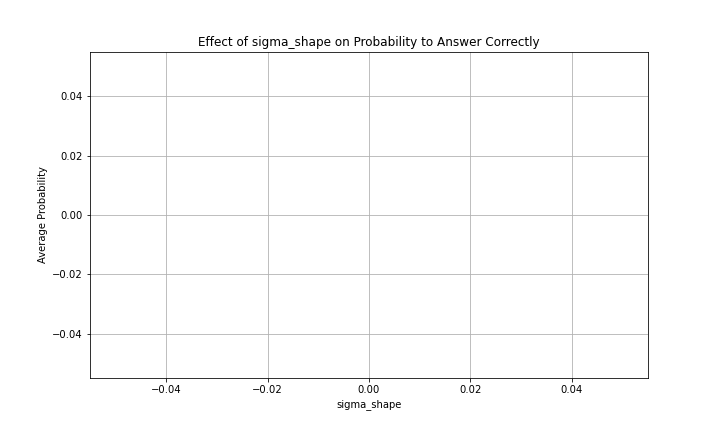 Effect of sigma_shape on Probability to Answer Correctly
0.04
0.02
0.00
−0.02
−0.04
Average Probability
−0.04 −0.02 0.00 0.02 0.04
sigma_shape